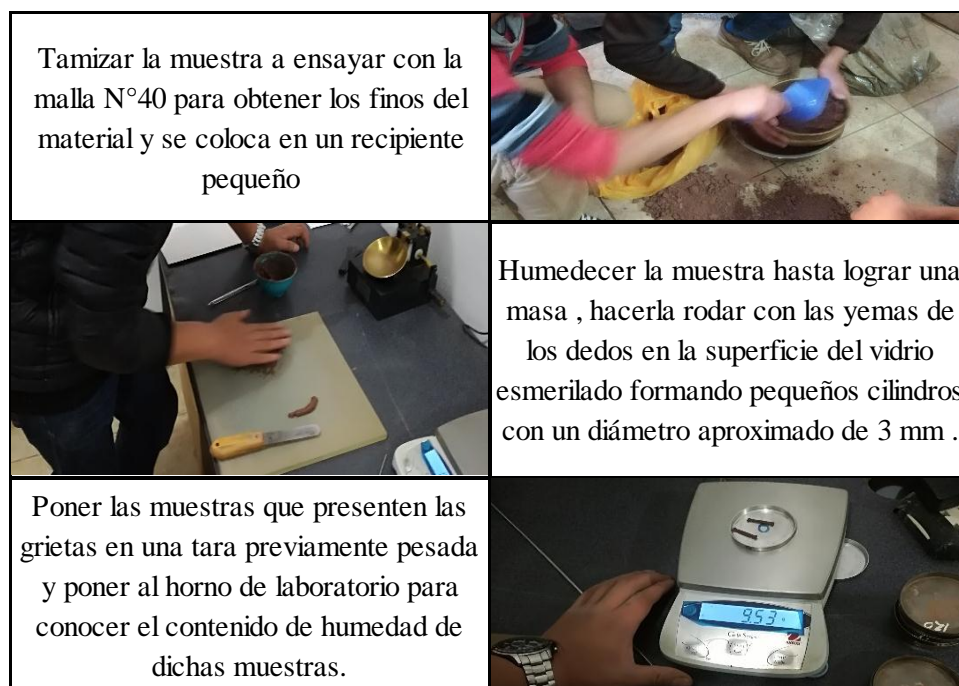 Tamizar la muestra a ensayar con la
malla N°40 para obtener los finos del
material y se coloca en un recipiente
pequeño
Humedecer la muestra hasta lograr una
masa , hacerla rodar con las yemas de
los dedos en la superficie del vidrio
esmerilado formando pequeños cilindros
con un diámetro aproximado de 3 mm .
Poner las muestras que presenten las
grietas en una tara previamente pesada
y poner al horno de laboratorio para
conocer el contenido de humedad de
dichas muestras.
9.53
120